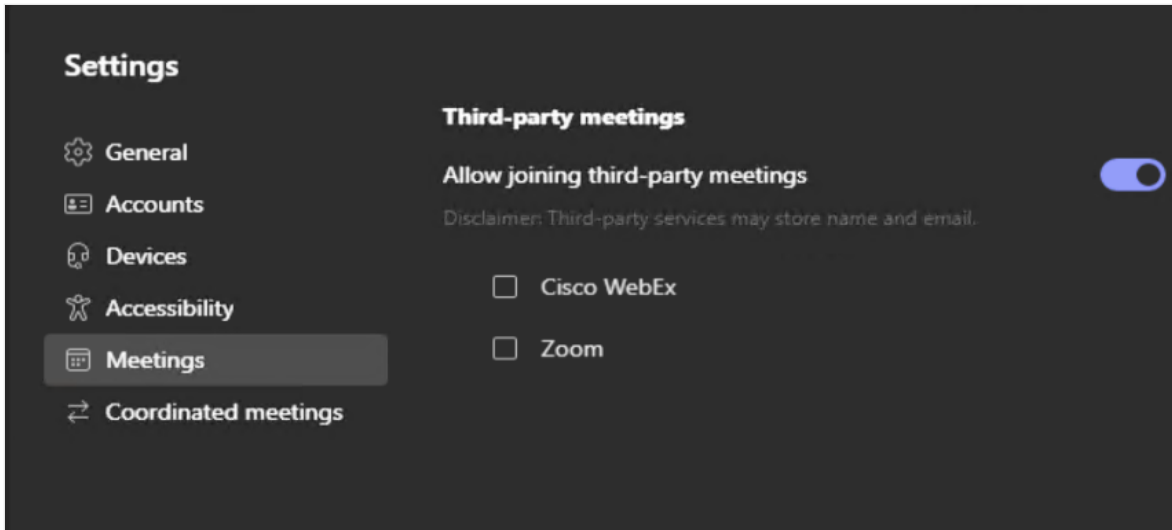 Settings
General
Accounts
Devices
Accessibility
Meetings
Coordinated meetings
Third-party meetings
Allow joining third-party meetings
Disclaimer: Third-party services may store name and email.
Cisco WebEx
Zoom